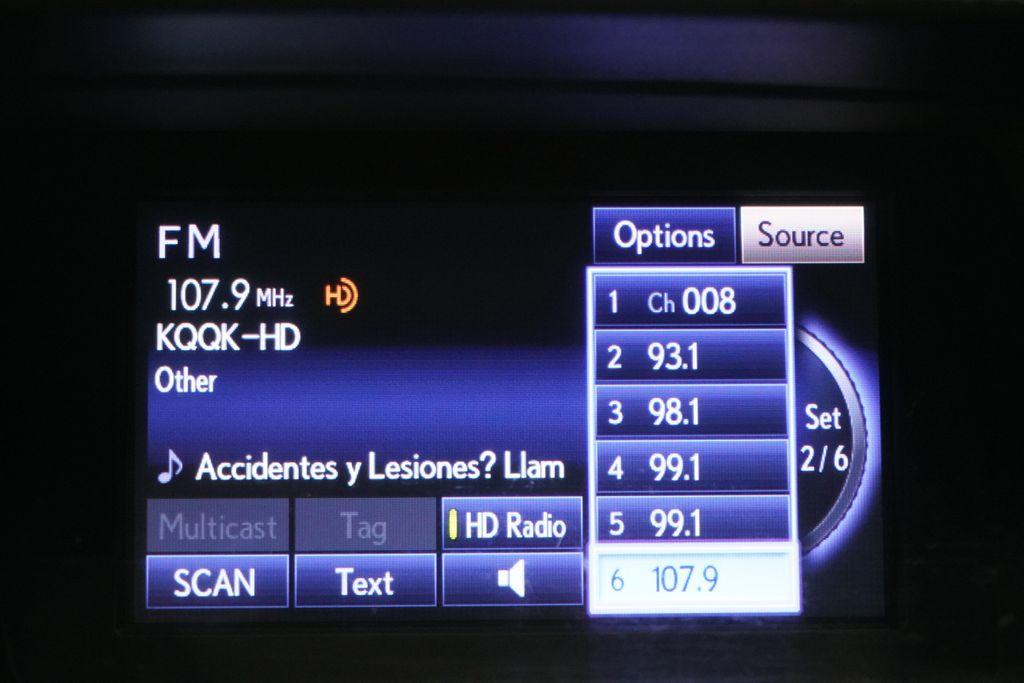 FM
107.9 MHz HD
KQQK-HD
Other
Accidentes y Lesiones? Llam
Multicast Tag HD Radio
SCAN Text
Options Source
1 Ch 008
2 93.1
3 98.1
4 99.1
5 99.1
6 107.9
Set
2/6